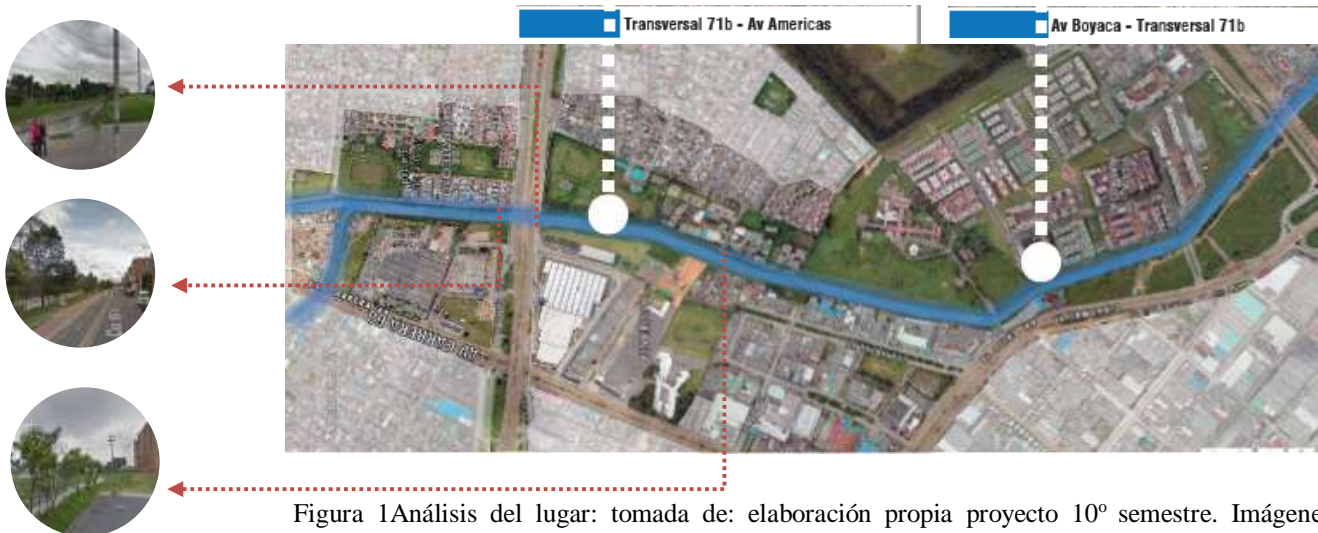 Transversal 71b - Av Americas
Av Boyaca - Transversal 71b
Figura 1Análisis del lugar: tomada de: elaboración propia proyecto 10º semestre. Imágene